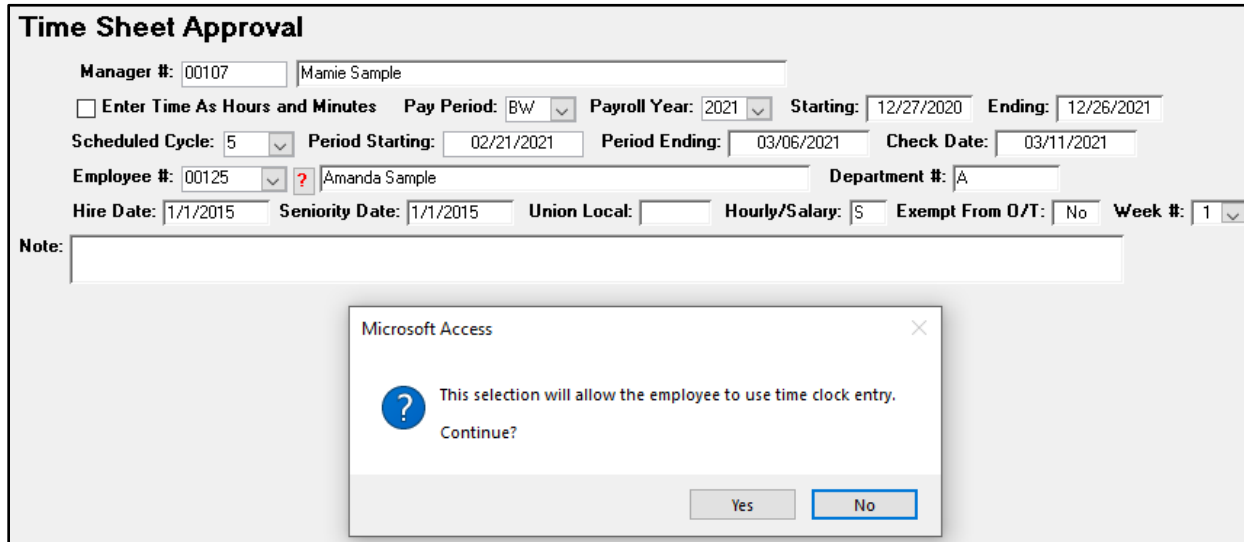 Time Sheet Approval
Manager #: 00107 Mamie Sample
Enter Time As Hours and Minutes Pay Period: BW Payroll Year: 2021 Starting: 12/27/2020 Ending: 12/26/2021
Scheduled Cycle: 5 Period Starting: 02/21/2021 Period Ending: 03/06/2021 Check Date: 03/11/2021
Employee #: 00125 ? Amanda Sample Department #: A
Hire Date: 1/1/2015 Seniority Date: 1/1/2015 Union Local: Hourly/Salary: S Exempt From O/T: No Week #: 1
Note:
Microsoft Access
?
This selection will allow the employee to use time clock entry.
Continue?
Yes No